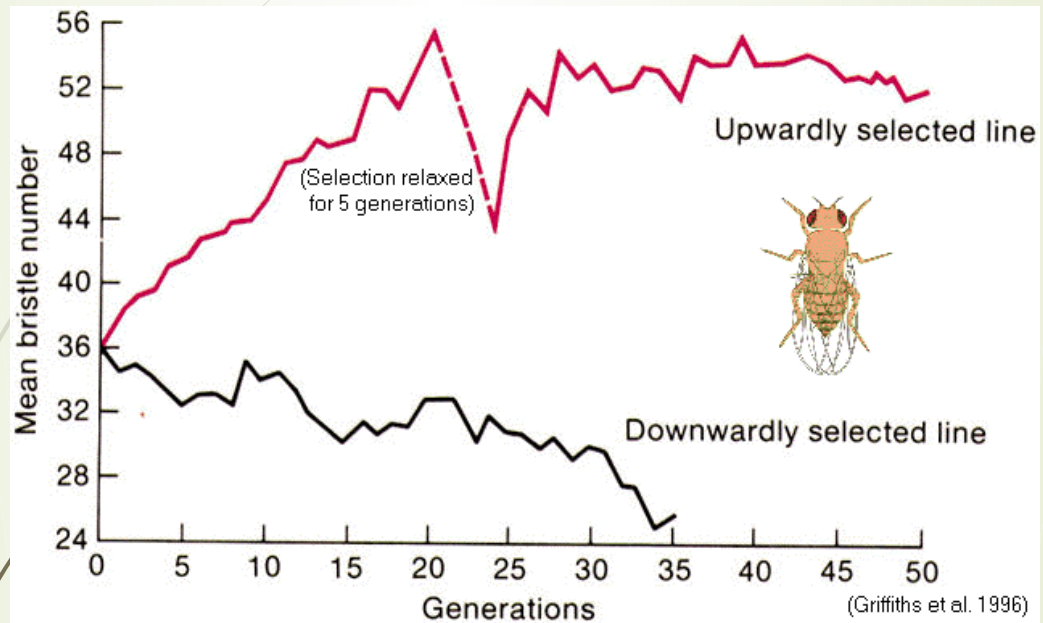 56
52
48
44
40
36
32
28
24
Mean bristle number
(Selection relaxed
for 5 generations)
Upwardly selected line
Downwardly selected line
0 5 10 15 20 25 30 35 40 45 50
Generations
(Griffiths et al. 1996)